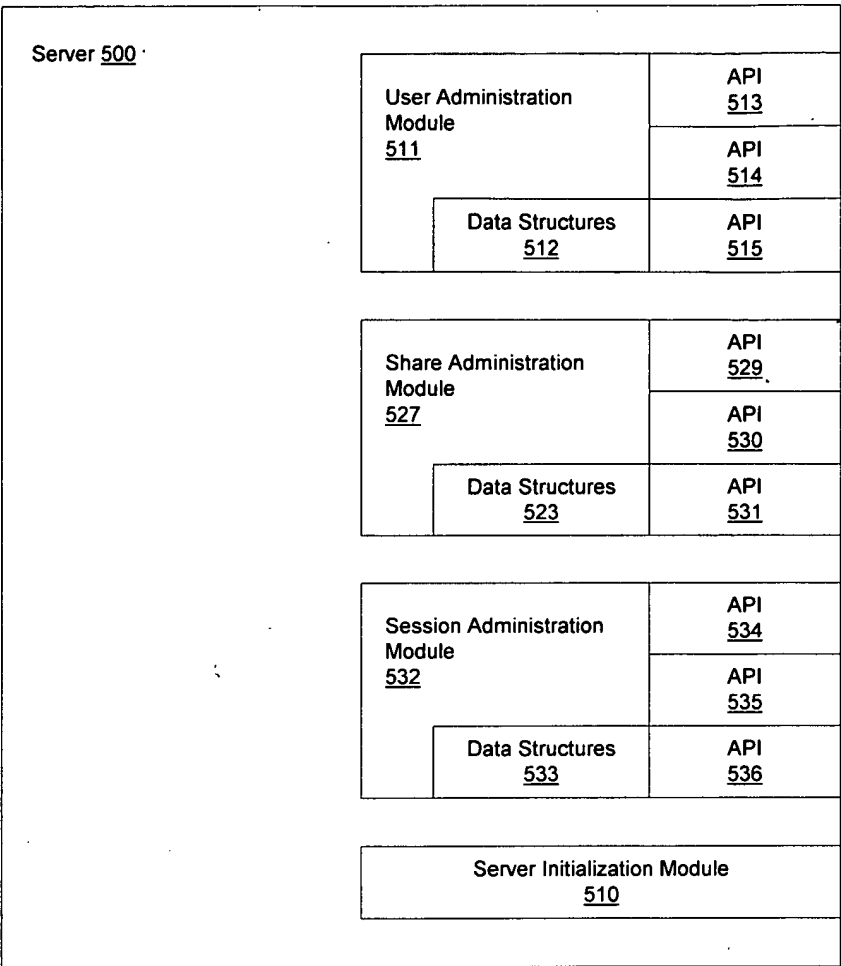 Server 500
User Administration
Module
511
API
513
API
514
Data Structures
512
API
515
Share Administration
Module
527
API
529
API
530
Data Structures
523
API
531
Session Administration
Module
532
API
534
API
535
Data Structures
533
API
536
Server Initialization Module
510